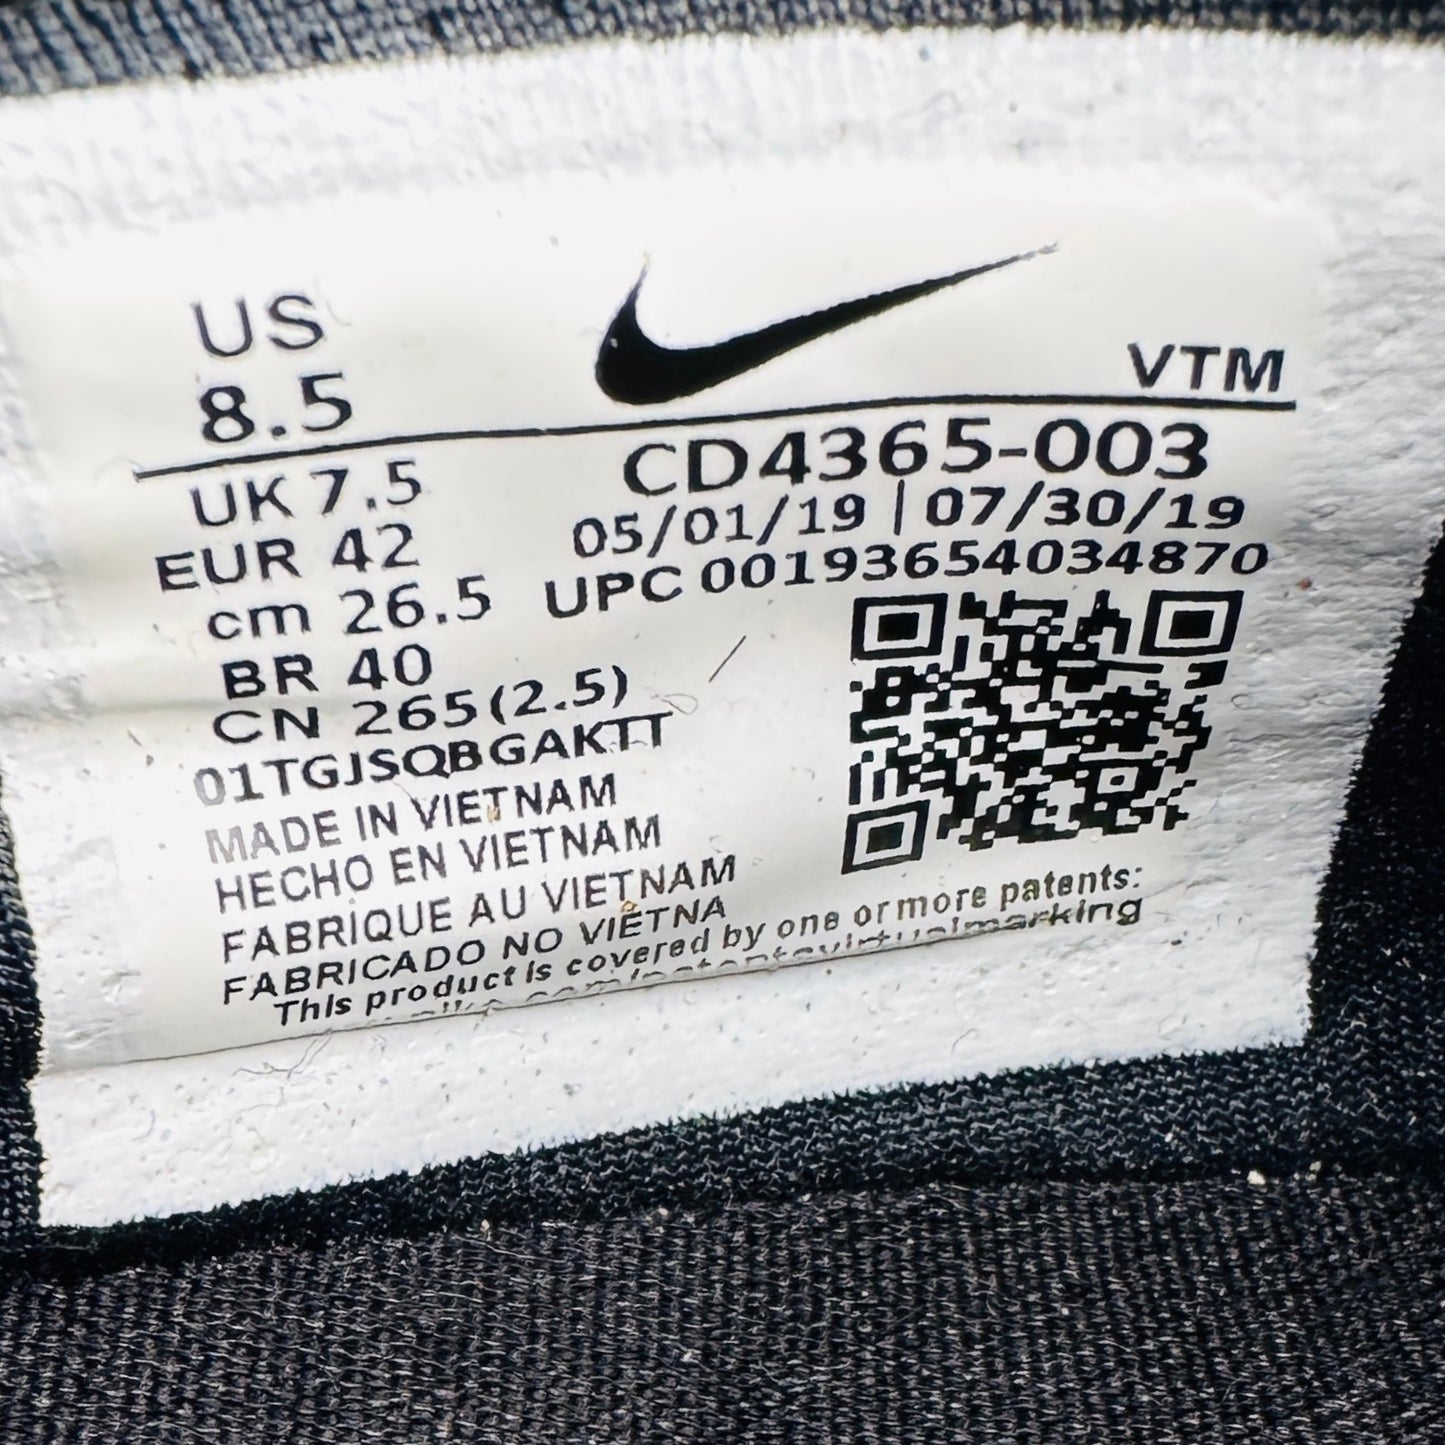 US
8.5
VTM
UK 7.5
EUR 42
cm 26.5
BR 40
CN 265(2.5)
01TGJSQBGAKTT
CD4365-003
05/01/19 | 07/30/19
UPC 00193654034870
MADE IN VIETNAM
HECHO EN VIETNAM
FABRIQUE AU VIETNAM
FABRICADO NO VIETNA
This product is covered by one or more patents: